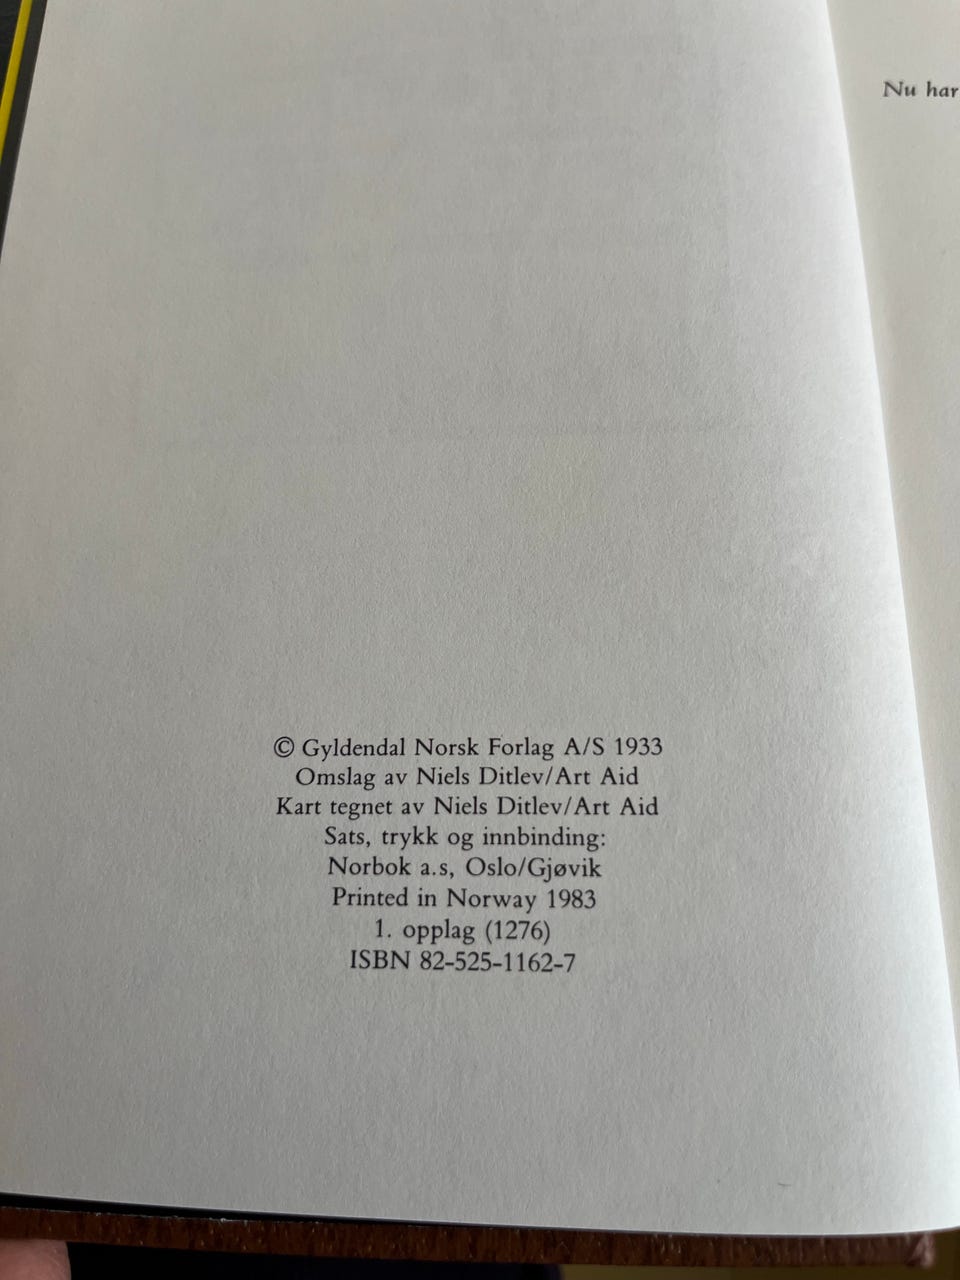 Nu har
© Gyldendal Norsk Forlag A/S 1933
Omslag av Niels Ditlev/Art Aid
Kart tegnet av Niels Ditlev/Art Aid
Sats, trykk og innbinding:
Norbok a.s, Oslo/Gjøvik
Printed in Norway 1983
1. opplag (1276)
ISBN 82-525-1162-7